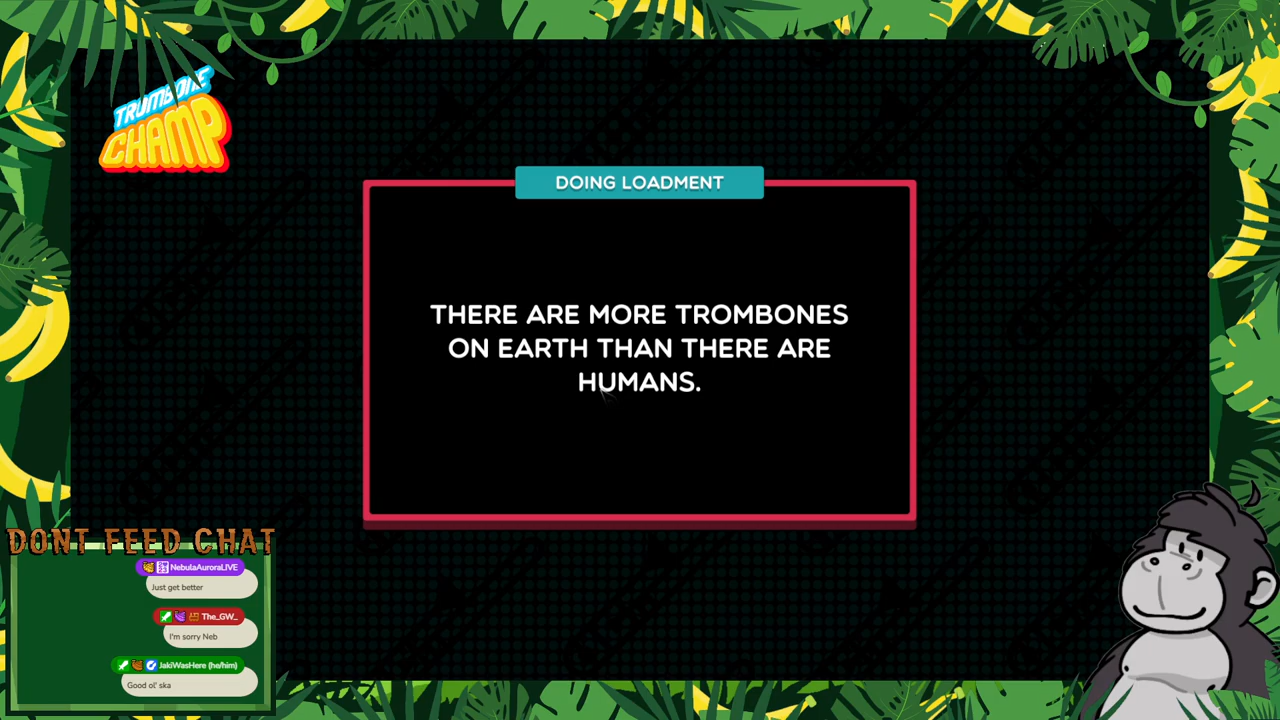 TROMBONE
CHAMP
DOING LOADMENT
THERE ARE MORE TROMBONES
ON EARTH THAN THERE ARE
HUMANS.
DONT FEED CHAT
NebulaAuroraLIVE
Just get better
The_GW_
I'm sorry Neb
JakiWasHere (he/him)
Good ol' ska